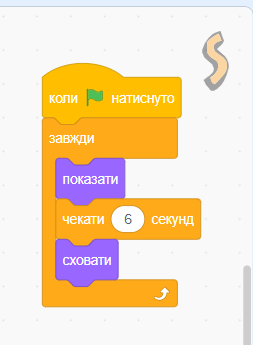 коли натиснуто
завжди
показати
чекати 6 секунд
сховати